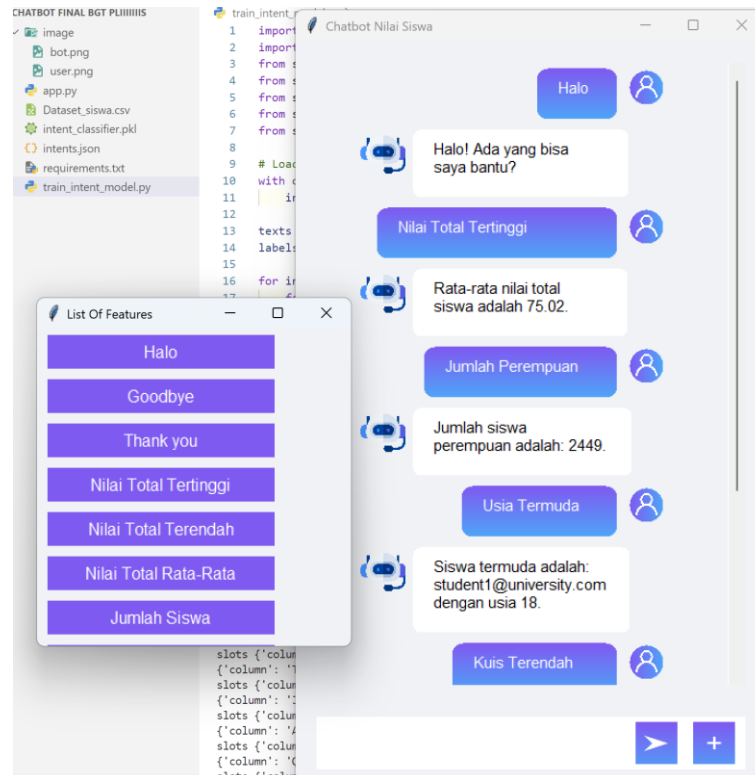 CHATBOT FINAL BGT PLIIIIIIS
image
bot.png
user.png
app.py
Dataset_siswa.csv
intent_classifier.pkl
intents.json
requirements.txt
train_intent_model.py
1 import
2 import
3 from s
4 from s
5 from s
6 from s
7 from s
8
9 # Load
10 with
11
12
13 texts
14 labels
15
16 for in
17
slots {'colum
{'column': 'T
slots {'colum
{'column':
slots {'colum
{'column': 'A
slots {'colum
{'column':
List Of Features
Halo
Goodbye
Thank you
Nilai Total Tertinggi
Nilai Total Terendah
Nilai Total Rata-Rata
Jumlah Siswa
Chatbot Nilai Siswa
Halo
Halo! Ada yang bisa
saya bantu?
Nilai Total Tertinggi
Rata-rata nilai total
siswa adalah 75.02.
Jumlah Perempuan
Jumlah siswa
perempuan adalah: 2449.
Usia Termuda
Siswa termuda adalah:
student1@university.com
dengan usia 18.
Kuis Terendah